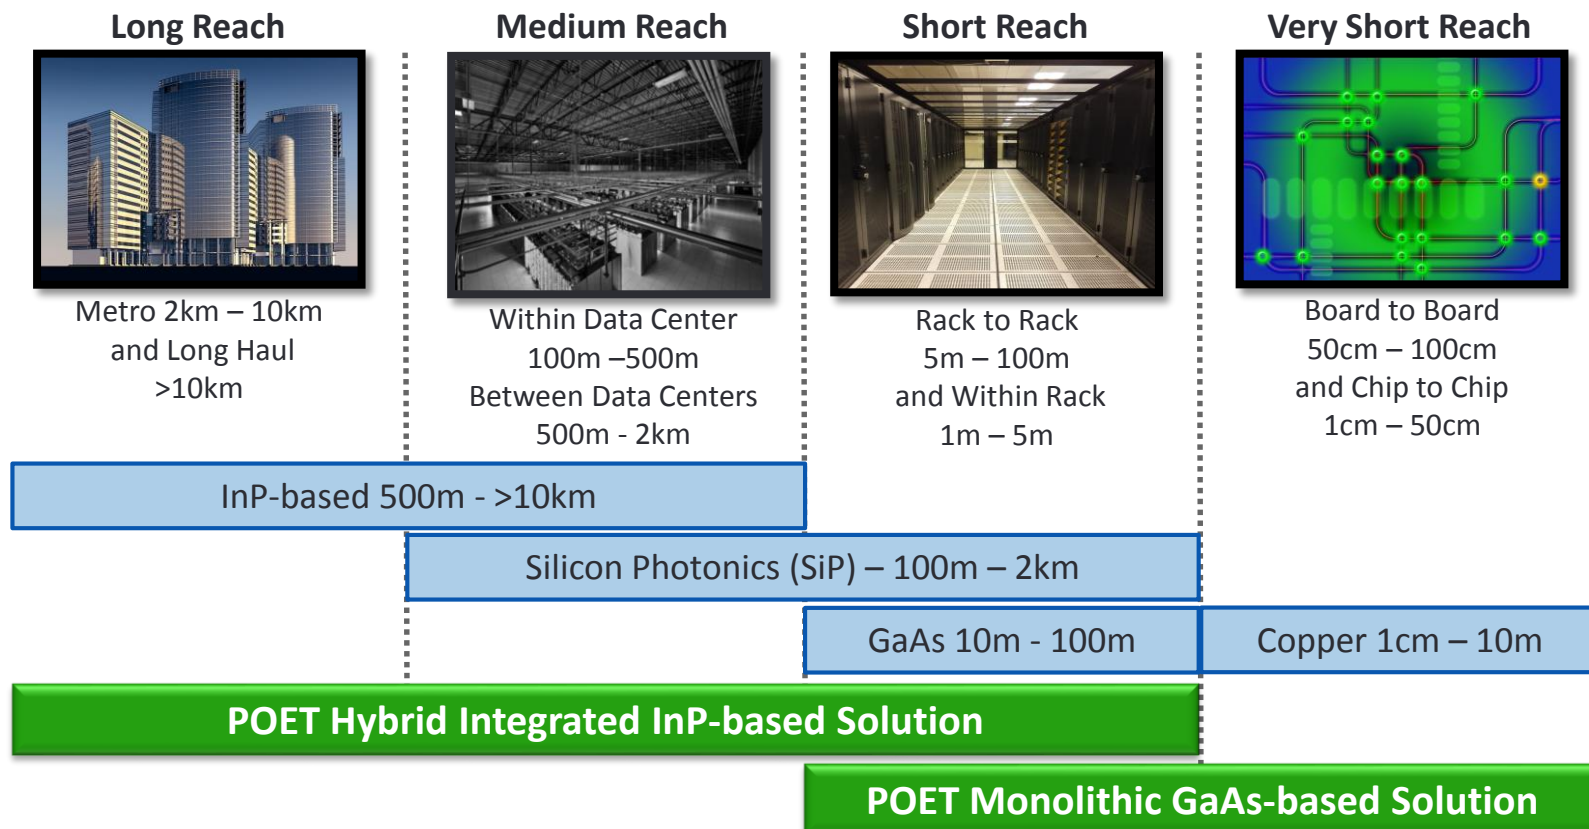 Long Reach
Medium Reach
Short Reach
Very Short Reach
Metro 2km – 10km
and Long Haul
>10km
Within Data Center
100m –500m
Between Data Centers
500m - 2km
Rack to Rack
5m – 100m
and Within Rack
1m – 5m
Board to Board
50cm – 100cm
and Chip to Chip
1cm – 50cm
InP-based 500m - >10km
Silicon Photonics (SiP) – 100m – 2km
GaAs 10m - 100m
Copper 1cm – 10m
POET Hybrid Integrated InP-based Solution
POET Monolithic GaAs-based Solution